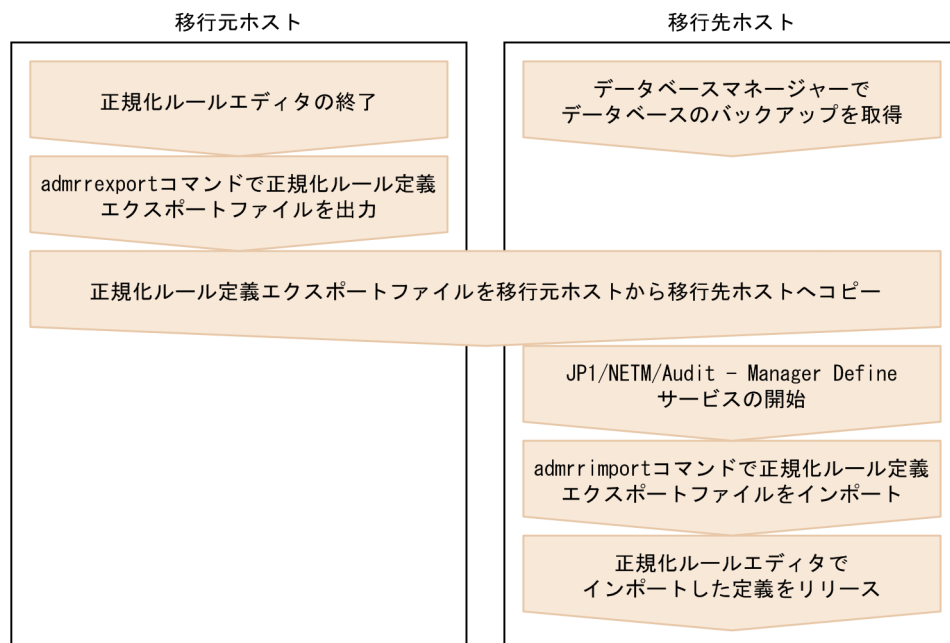 移行元ホスト
移行先ホスト
正規化ルールエディタの終了
データベースマネージャーで
データベースのバックアップを取得
admrrexportコマンドで正規化ルール定義
エクスポートファイルを出力
正規化ルール定義エクスポートファイルを移行元ホストから移行先ホストへコピー
JP1/NETM/Audit - Manager Define
サービスの開始
admrrimportコマンドで正規化ルール定義
エクスポートファイルをインポート
正規化ルールエディタで
インポートした定義をリリース